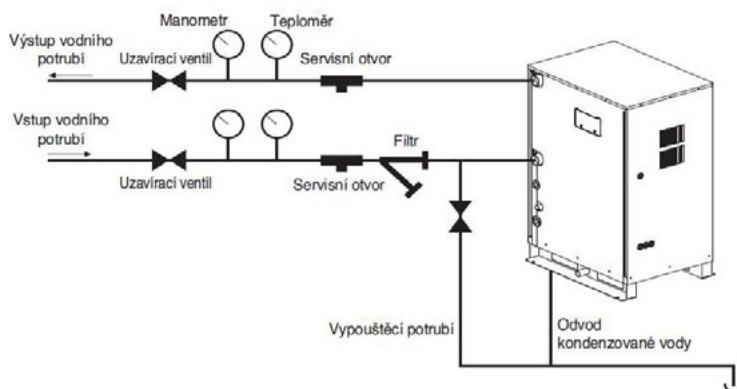 Manometr
Teploměr
Výstup vodního
potrubí
Uzavírací ventil
Servisní otvor
Vstup vodního
potrubí
Filtr
Uzavírací ventil
Servisní otvor
Vypouštěcí potrubí
Odvod
kondenzované vody